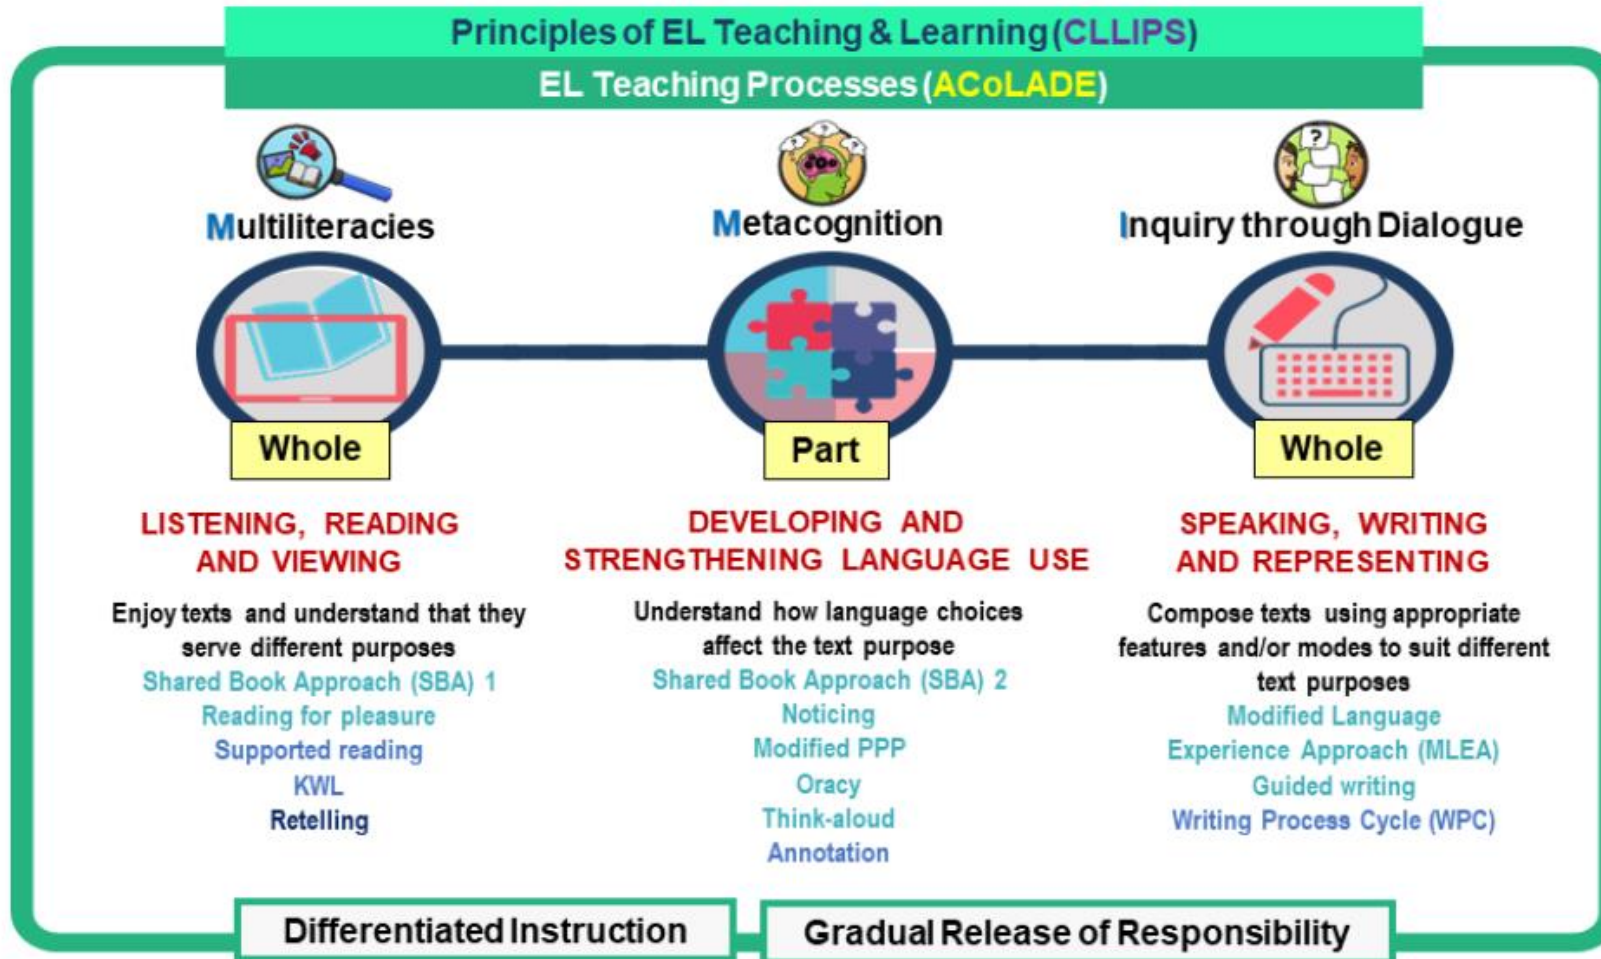 Principles of EL Teaching & Learning (CLLIPS)
EL Teaching Processes (ACoLADE)
Multiliteracies
Whole
LISTENING, READING
AND VIEWING
Enjoy texts and understand that they
serve different purposes
Shared Book Approach (SBA) 1
Reading for pleasure
Supported reading
KWL
Retelling
Metacognition
Part
DEVELOPING AND
STRENGTHENING LANGUAGE USE
Understand how language choices
affect the text purpose
Shared Book Approach (SBA) 2
Noticing
Modified PPP
Oracy
Think-aloud
Annotation
Inquiry through Dialogue
Whole
SPEAKING, WRITING
AND REPRESENTING
Compose texts using appropriate
features and/or modes to suit different
text purposes
Modified Language
Experience Approach (MLEA)
Guided writing
Writing Process Cycle (WPC)
Differentiated Instruction
Gradual Release of Responsibility